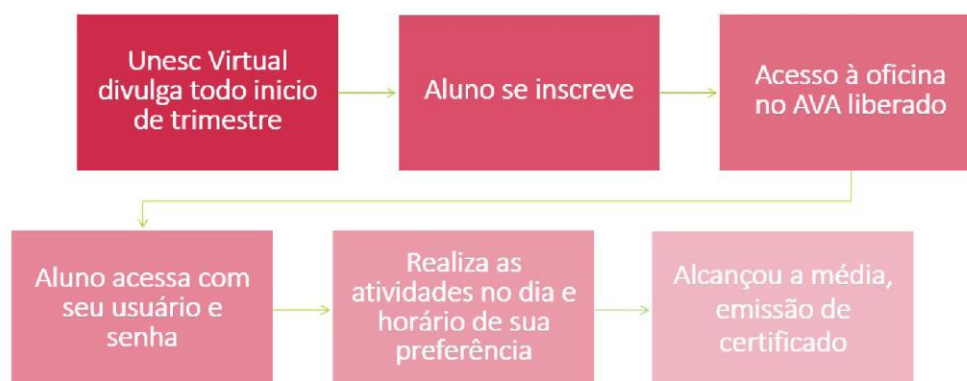 Unesc Virtual
divulga todo inicio
de trimestre
Aluno se inscreve
Acesso à oficina
no AVA liberado
Aluno acessa com
seu usuário e
senha
Realiza as
atividades no dia e
horário de sua
preferência
Alcançou a média,
emissão de
certificado